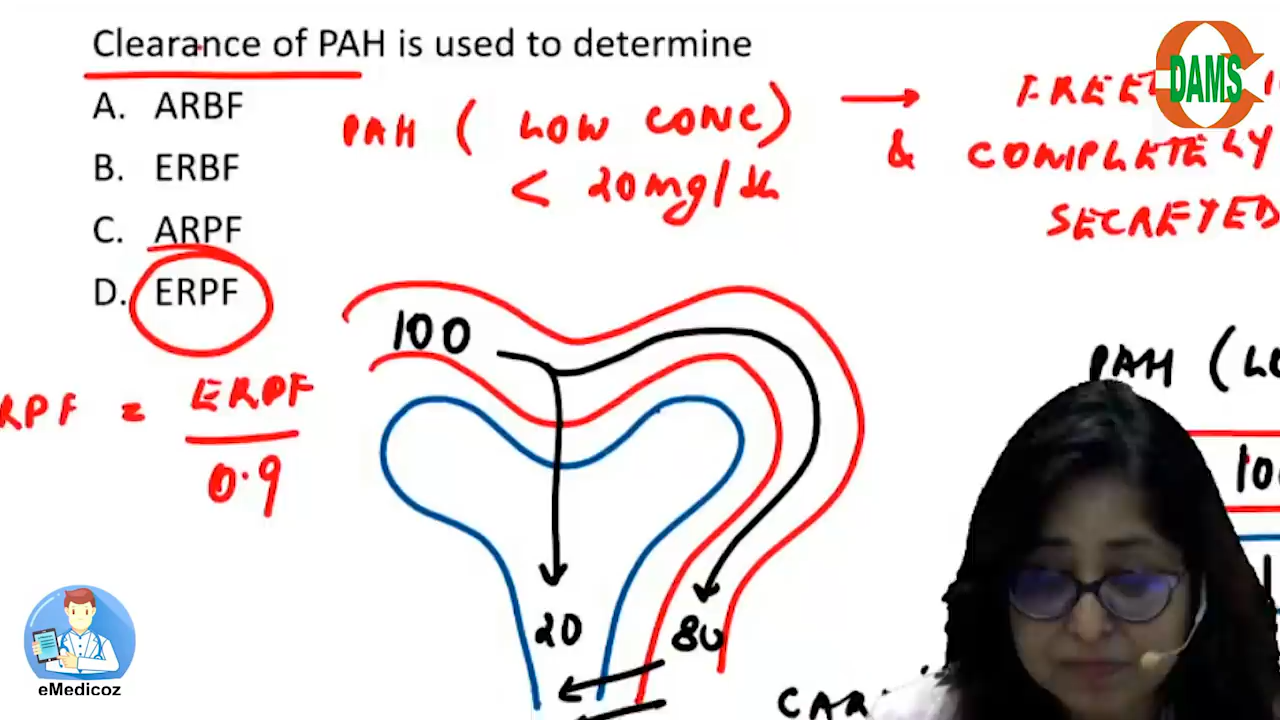 Clearance of PAH is used to determine
A. ARBF
B. ERBF
C. ARPF
D. ERPF
PAH ( LOW CONC) →
< 20mg/dl
& COMPLETELY
SECREYED
DAMS
100
RPF = ERPF
0.9
PAH (
20
80
eMedicoz